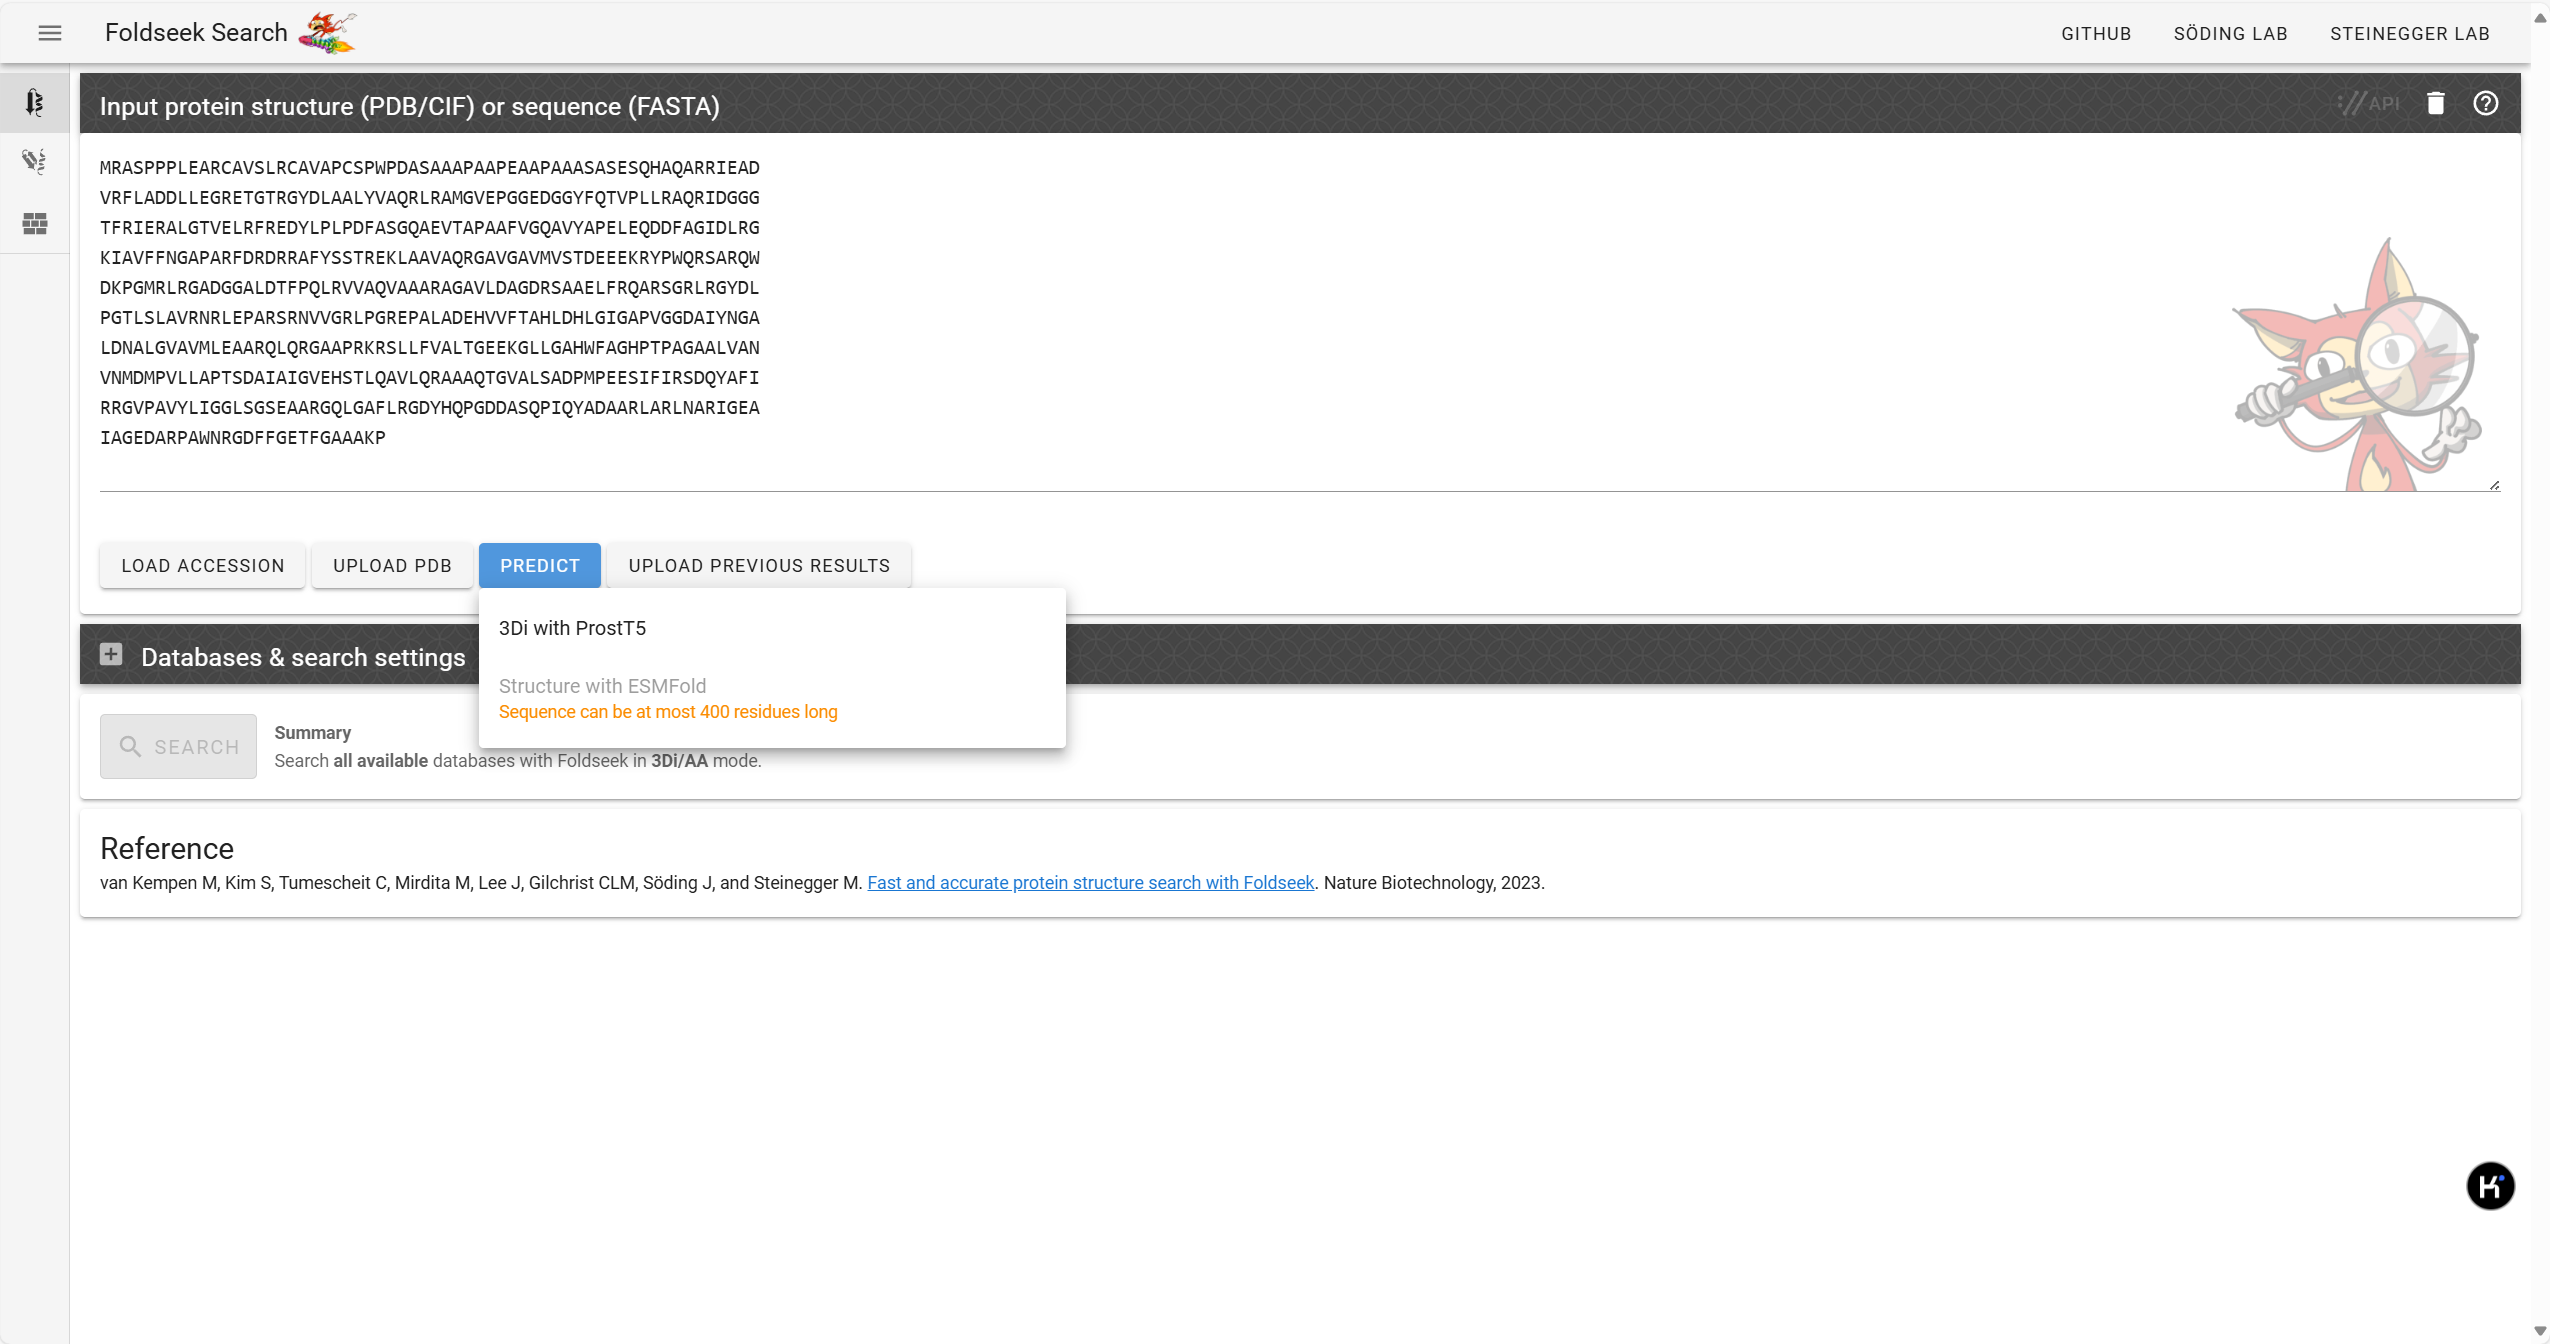 Foldseek Search
GITHUB
SÖDING LAB
STEINEGGER LAB
Input protein structure (PDB/CIF) or sequence (FASTA)
://API
MRASPPPLEARCAVSLRCAVAPCSPWPDASAAAPAAPEAAPAAASASESQHAQARRIEAD
VRFLADDLLEGRETGTRGYDLAALYVAQRLRAMGVEPGGEDGGYFQTVPLLRAQRIDGGG
TFRIERALGTVELRFREDYLPLPDFASGQAEVTAPAAFVGQAVYAPELEQDDFAGIDLRG
KIAVFFNGAPARFDRDRRAFYSSTREKLAAVAQRGAVGAVMVSTDEEEKRYPWQRSARQW
DKPGMRLRGADGGALDTFPQLRVVAQVAAARAGAVLDAGDRSAAELFRQARSGRLRGYDL
PGTLSLAVRNRLEPARSRNVVGRLPGREPALADEHVVFTAHLDHLGIGAPVGGDAIYNGA
LDNALGVAVMLEAARQLQRGAAPRKRSLLFVALTGEEKGLLGAHWFAGHPTPAGAALVAN
VNMDMPVLLAPTSDAIAIGVEHSTLQAVLQRAAAQTGVALSADPMPEESIFIRSDQYAFI
RRGVPAVYLIGGLSGSEAARGQLGAFLRGDYHQPGDDASQPIQYADAARLARLNARIGEA
IAGEDARPAWNRGDFFGETFGAAAKP
LOAD ACCESSION
UPLOAD PDB
PREDICT
UPLOAD PREVIOUS RESULTS
3Di with ProstT5
Structure with ESMFold
Sequence can be at most 400 residues long
Databases & search settings
SEARCH
Summary
Search all available databases with Foldseek in 3Di/AA mode.
Reference
van Kempen M, Kim S, Tumescheit C, Mirdita M, Lee J, Gilchrist CLM, Söding J, and Steinegger M. Fast and accurate protein structure search with Foldseek. Nature Biotechnology, 2023.
K